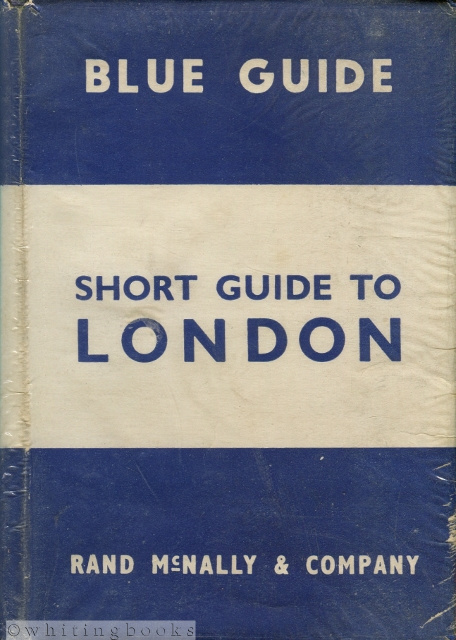 BLUE GUIDE
SHORT GUIDE TO
LONDON
RAND McNALLY & COMPANY
©whitingbooks